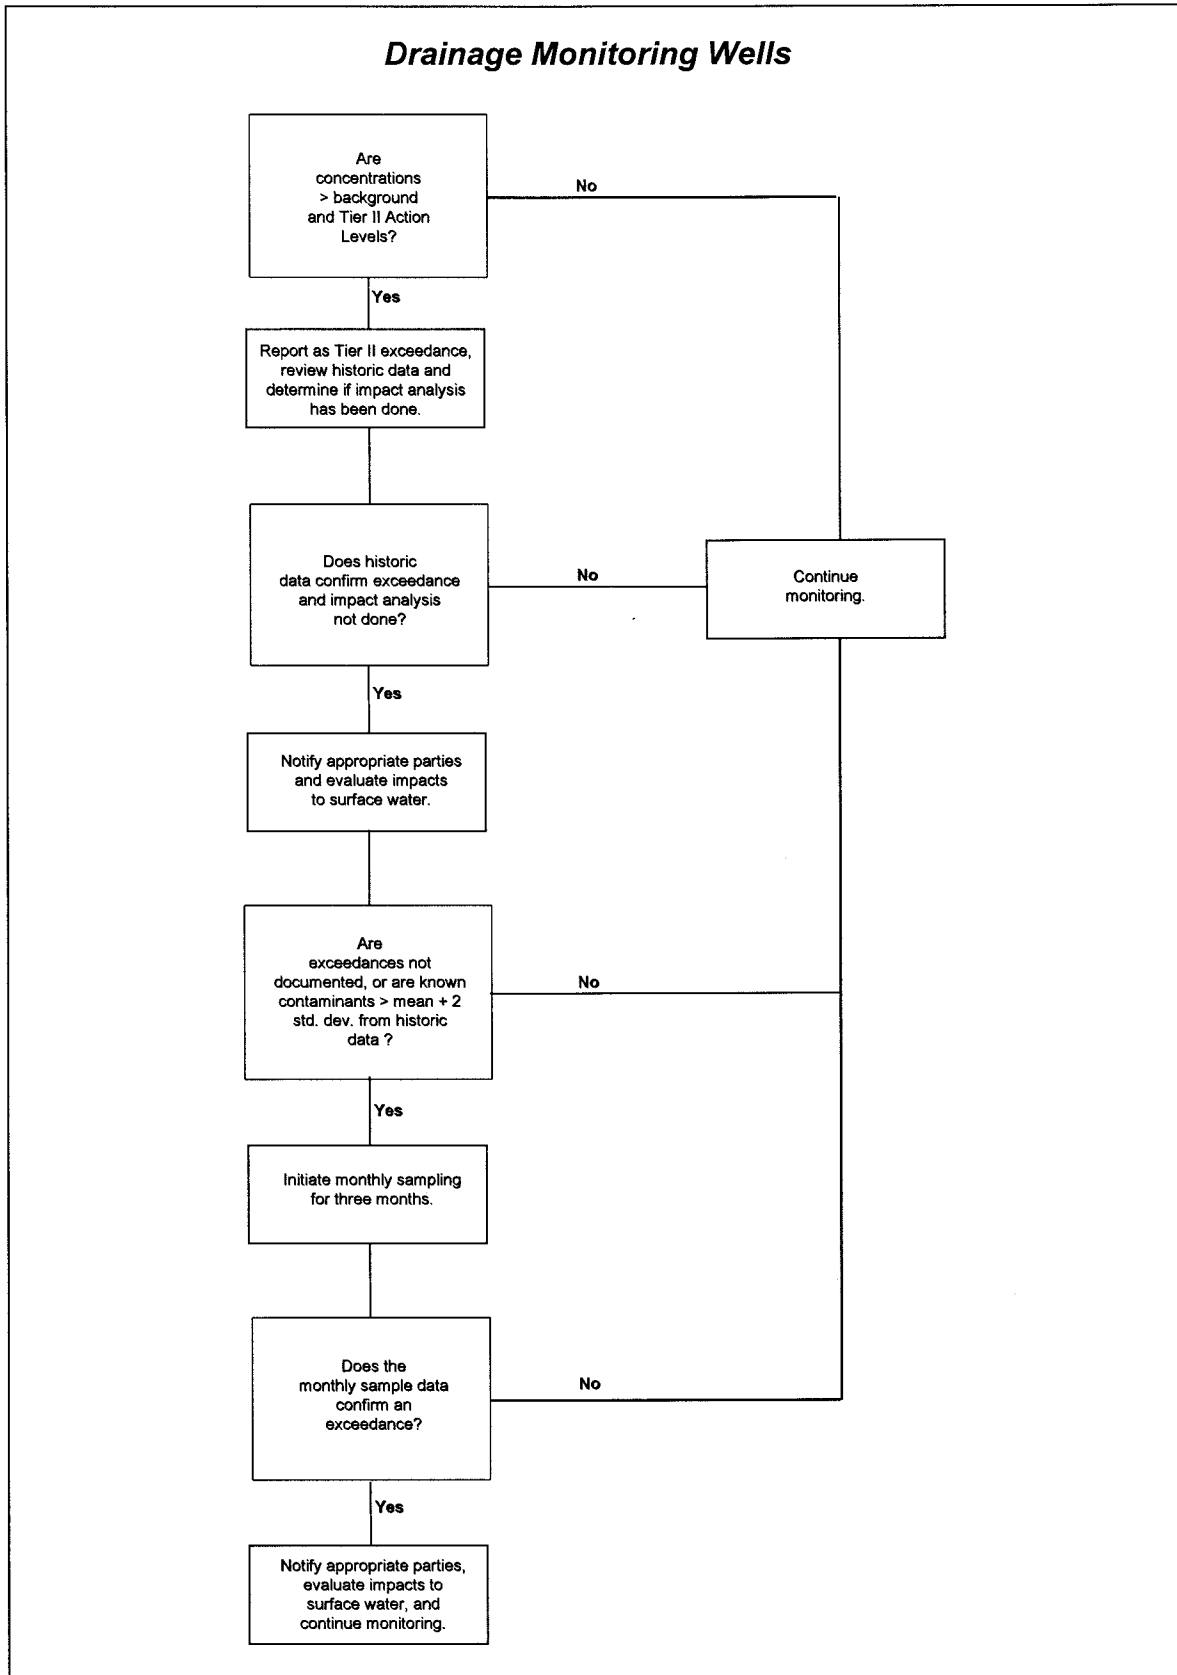 Drainage Monitoring Wells
Are
concentrations
> background
and Tier II Action
Levels?
No
Yes
Report as Tier II exceedance,
review historic data and
determine if impact analysis
has been done.
Does historic
data confirm exceedance
and impact analysis
not done?
No
Continue
monitoring.
Yes
Notify appropriate parties
and evaluate impacts
to surface water.
Are
exceedances not
documented, or are known
contaminants > mean + 2
std. dev. from historic
data ?
No
Yes
Initiate monthly sampling
for three months.
Does the
monthly sample data
confirm an
exceedance?
No
Yes
Notify appropriate parties,
evaluate impacts to
surface water, and
continue monitoring.